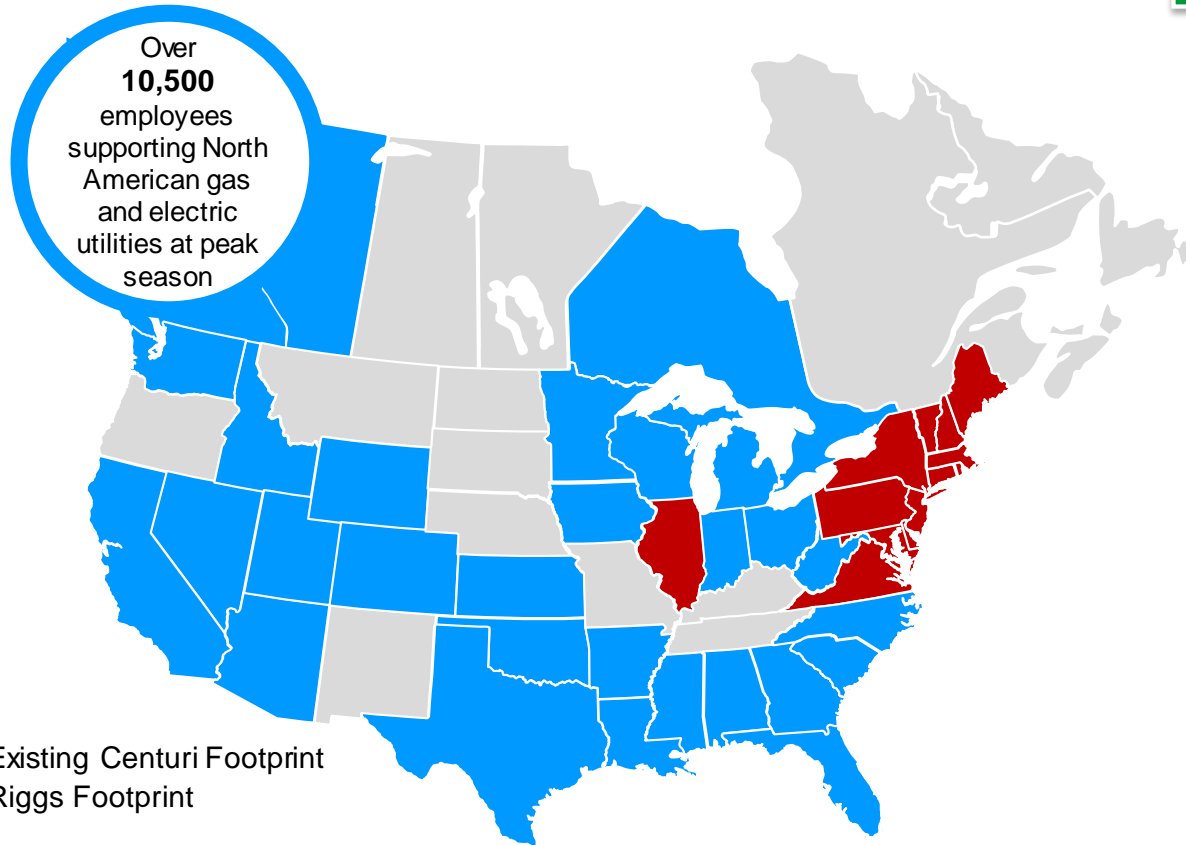 Over
10,500
employees
supporting North
American gas
and electric
utilities at peak
season
Existing Centuri Footprint
Riggs Footprint